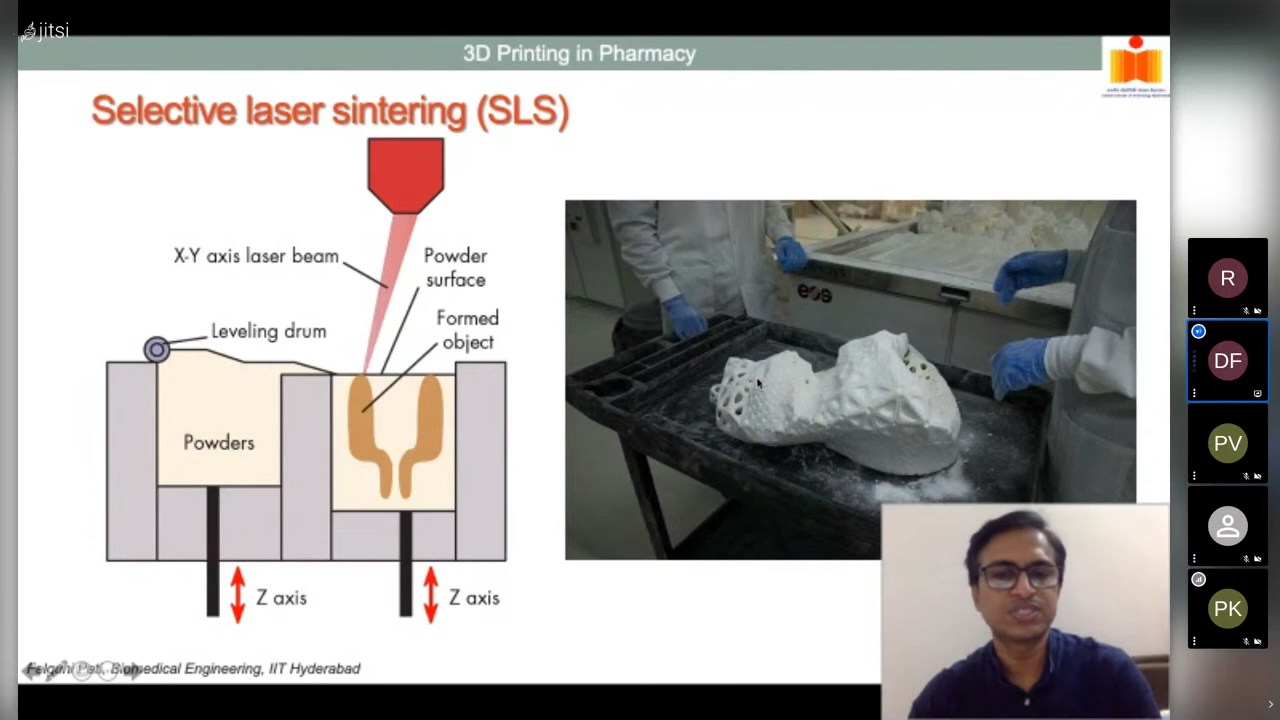 jitsi
3D Printing in Pharmacy
Selective laser sintering (SLS)
X-Y axis laser beam
Powder
surface
Leveling drum
Formed
object
Powders
Z axis
Z axis
eos
Biomedical Engineering, IIT Hyderabad
R
DF
PV
PK